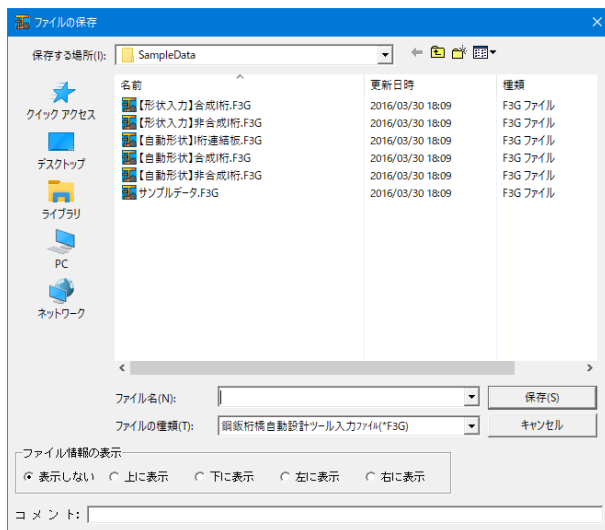 ファイルの保存
保存する場所(I): SampleData
名前 更新日時 種類
【形状入力】合成I桁.F3G 2016/03/30 18:09 F3G ファイル
【形状入力】非合成I桁.F3G 2016/03/30 18:09 F3G ファイル
【自動形状】I桁連結板.F3G 2016/03/30 18:09 F3G ファイル
【自動形状】合成I桁.F3G 2016/03/30 18:09 F3G ファイル
【自動形状】非合成I桁.F3G 2016/03/30 18:09 F3G ファイル
サンプルデータ.F3G 2016/03/30 18:09 F3G ファイル
クイック アクセス
デスクトップ
ライブラリ
PC
ネットワーク
ファイル名(N): 保存(S)
ファイルの種類(T): 鋼鈑桁橋自動設計ツール入力ﾌｧｲﾙ(*F3G) キャンセル
ファイル情報の表示
表示しない 上に表示 下に表示 左に表示 右に表示
コメント: